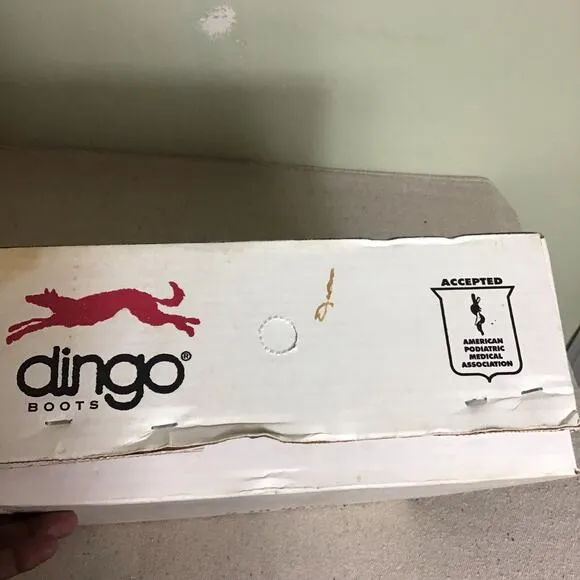 dingo®
BOOTS
ACCEPTED
AMERICAN
PODIATRIC
MEDICAL
ASSOCIATION